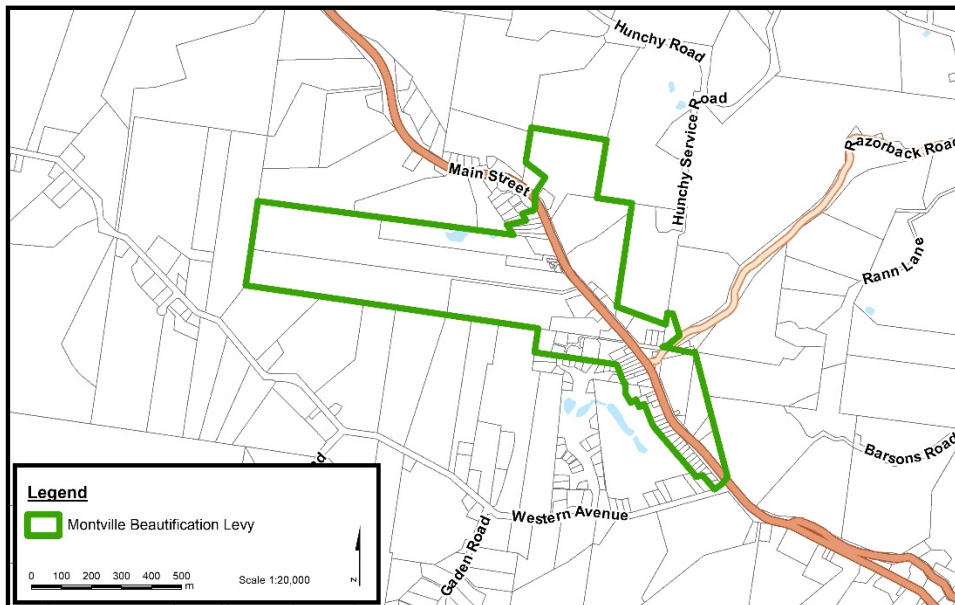 Hunchy Road
Hunchy Service Road
Razorback Road
Main Street
Rann Lane
Barsons Road
Western Avenue
Gaden Road
Legend
Montville Beautification Levy
0 100 200 300 400 500
m
Scale 1:20,000
N